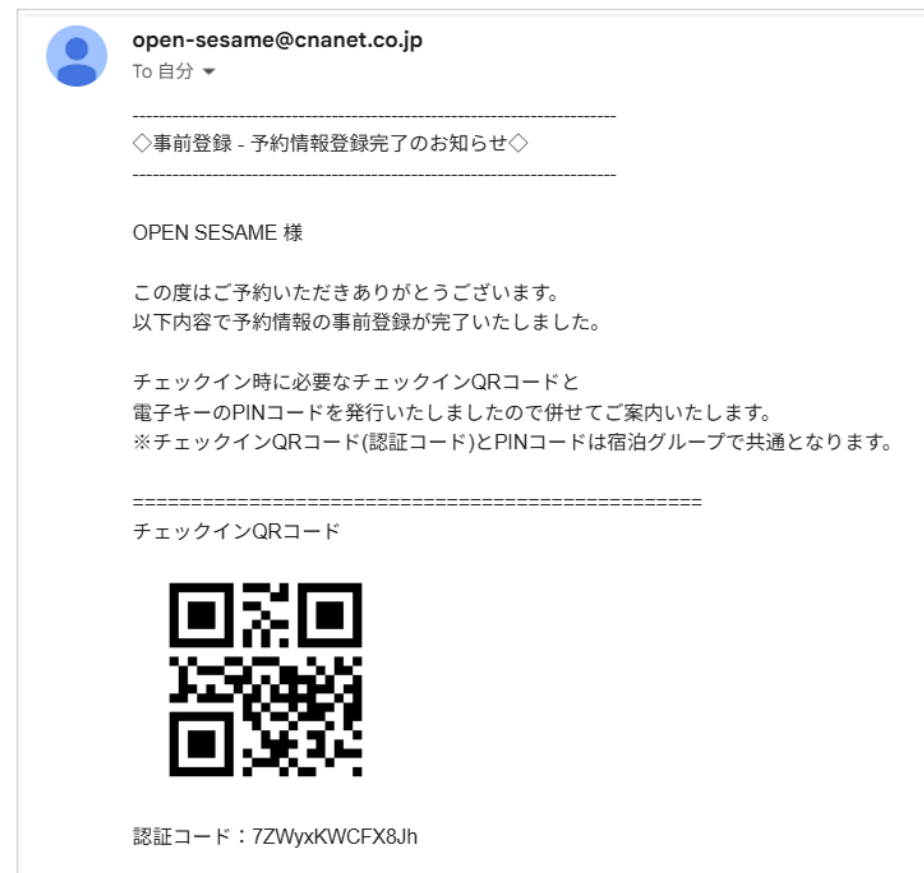 open-sesame@cnanet.co.jp
To 自分
--------------------------------------------------------------------------
◇事前登録 - 予約情報登録完了のお知らせ◇
--------------------------------------------------------------------------
OPEN SESAME 様
この度はご予約いただきありがとうございます。
以下内容で予約情報の事前登録が完了いたしました。
チェックイン時に必要なチェックインQRコードと
電子キーのPINコードを発行いたしましたので併せてご案内いたします。
※チェックインQRコード(認証コード)とPINコードは宿泊グループで共通となります。
=================================================
チェックインQRコード
認証コード：7ZWyxKWCFX8Jh